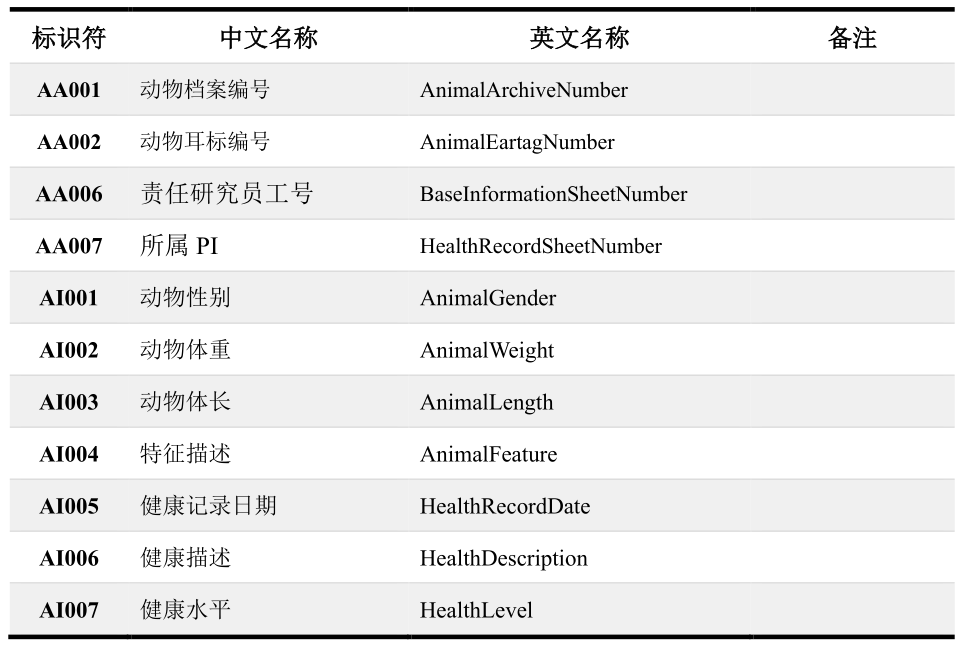 标识符 中文名称 英文名称 备注
AA001 动物档案编号 AnimalArchiveNumber
AA002 动物耳标编号 AnimalEartagNumber
AA006 责任研究员工号 BaseInformationSheetNumber
AA007 所属 PI HealthRecordSheetNumber
AI001 动物性别 AnimalGender
AI002 动物体重 AnimalWeight
AI003 动物体长 AnimalLength
AI004 特征描述 AnimalFeature
AI005 健康记录日期 HealthRecordDate
AI006 健康描述 HealthDescription
AI007 健康水平 HealthLevel